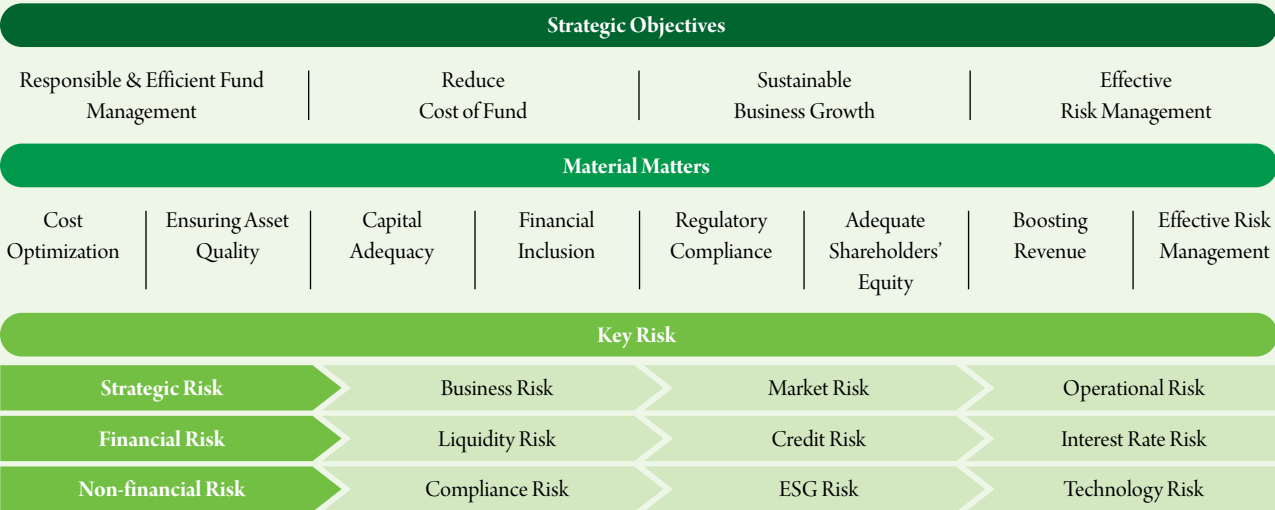 Strategic Objectives
Responsible & Efficient Fund
Management
Reduce
Cost of Fund
Sustainable
Business Growth
Effective
Risk Management
Material Matters
Cost
Optimization
Ensuring Asset
Quality
Capital
Adequacy
Financial
Inclusion
Regulatory
Compliance
Adequate
Shareholders’
Equity
Boosting
Revenue
Effective Risk
Management
Key Risk
Strategic Risk
Business Risk
Market Risk
Operational Risk
Financial Risk
Liquidity Risk
Credit Risk
Interest Rate Risk
Non-financial Risk
Compliance Risk
ESG Risk
Technology Risk